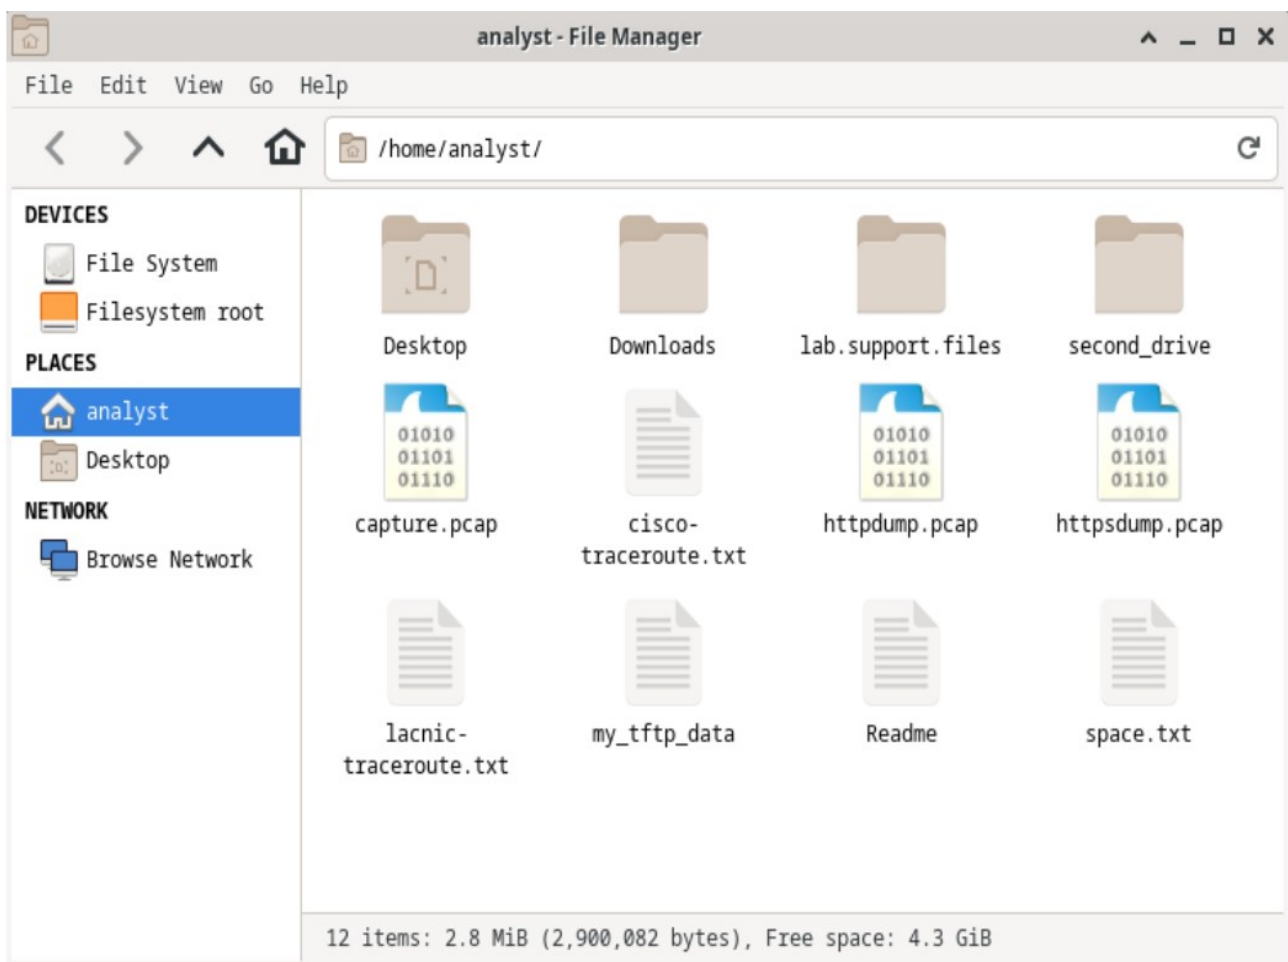 analyst - File Manager
File Edit View Go Help
/home/analyst/
DEVICES
File System
Filesystem root
PLACES
analyst
Desktop
NETWORK
Browse Network
Desktop
Downloads
lab.support.files
second_drive
01010
01101
01110
capture.pcap
cisco-
traceroute.txt
01010
01101
01110
httpdump.pcap
01010
01101
01110
httpsdump.pcap
lacnic-
traceroute.txt
my_tftp_data
Readme
space.txt
12 items: 2.8 MiB (2,900,082 bytes), Free space: 4.3 GiB